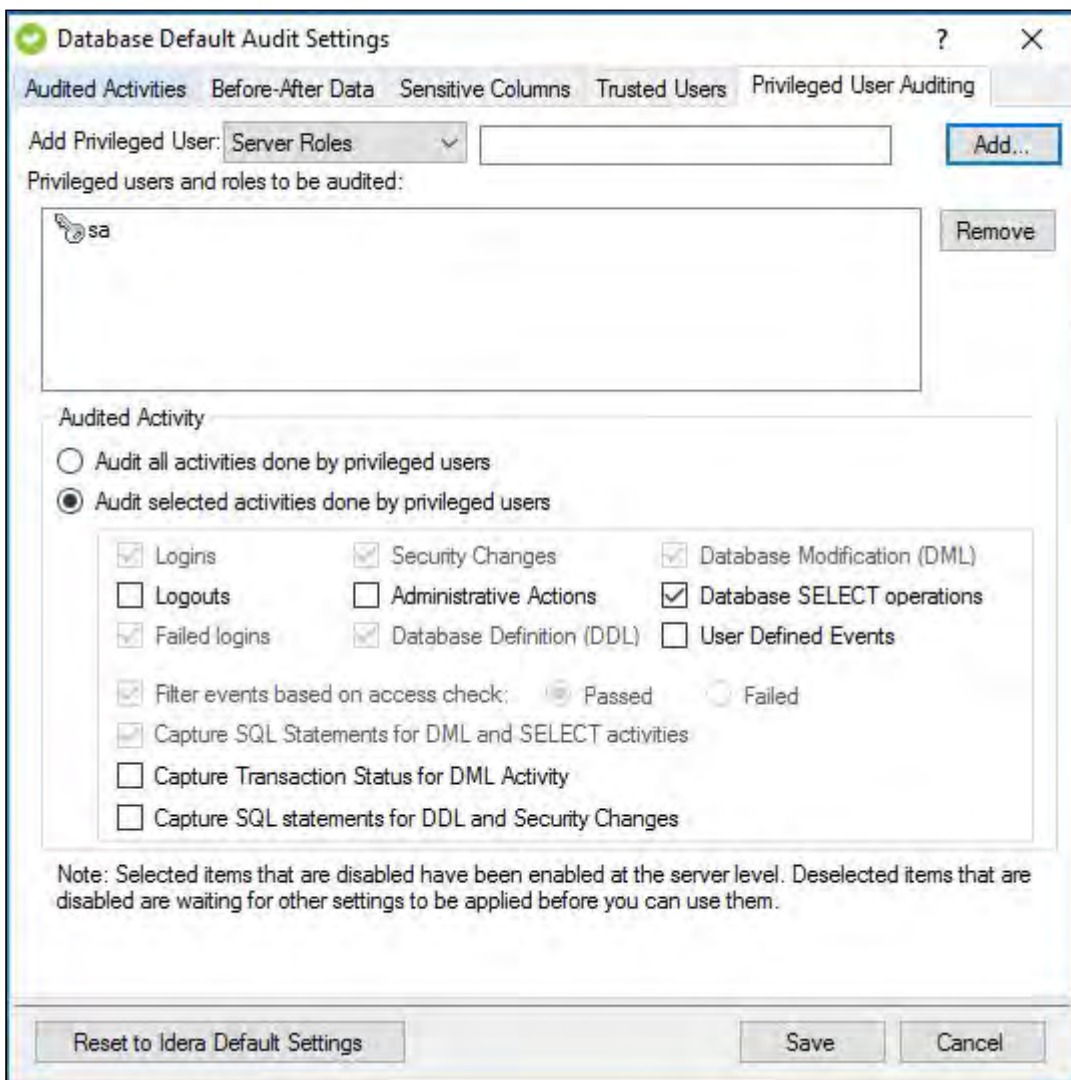 Database Default Audit Settings ?
Audited Activities Before-After Data Sensitive Columns Trusted Users Privileged User Auditing
Add Privileged User: Server Roles Add...
Privileged users and roles to be audited:
sa Remove
Audited Activity
Audit all activities done by privileged users
Audit selected activities done by privileged users
Logins Security Changes Database Modification (DML)
Logouts Administrative Actions Database SELECT operations
Failed logins Database Definition (DDL) User Defined Events
Filter events based on access check: Passed Failed
Capture SQL Statements for DML and SELECT activities
Capture Transaction Status for DML Activity
Capture SQL statements for DDL and Security Changes
Note: Selected items that are disabled have been enabled at the server level. Deselected items that are
disabled are waiting for other settings to be applied before you can use them.
Reset to Idera Default Settings Save Cancel